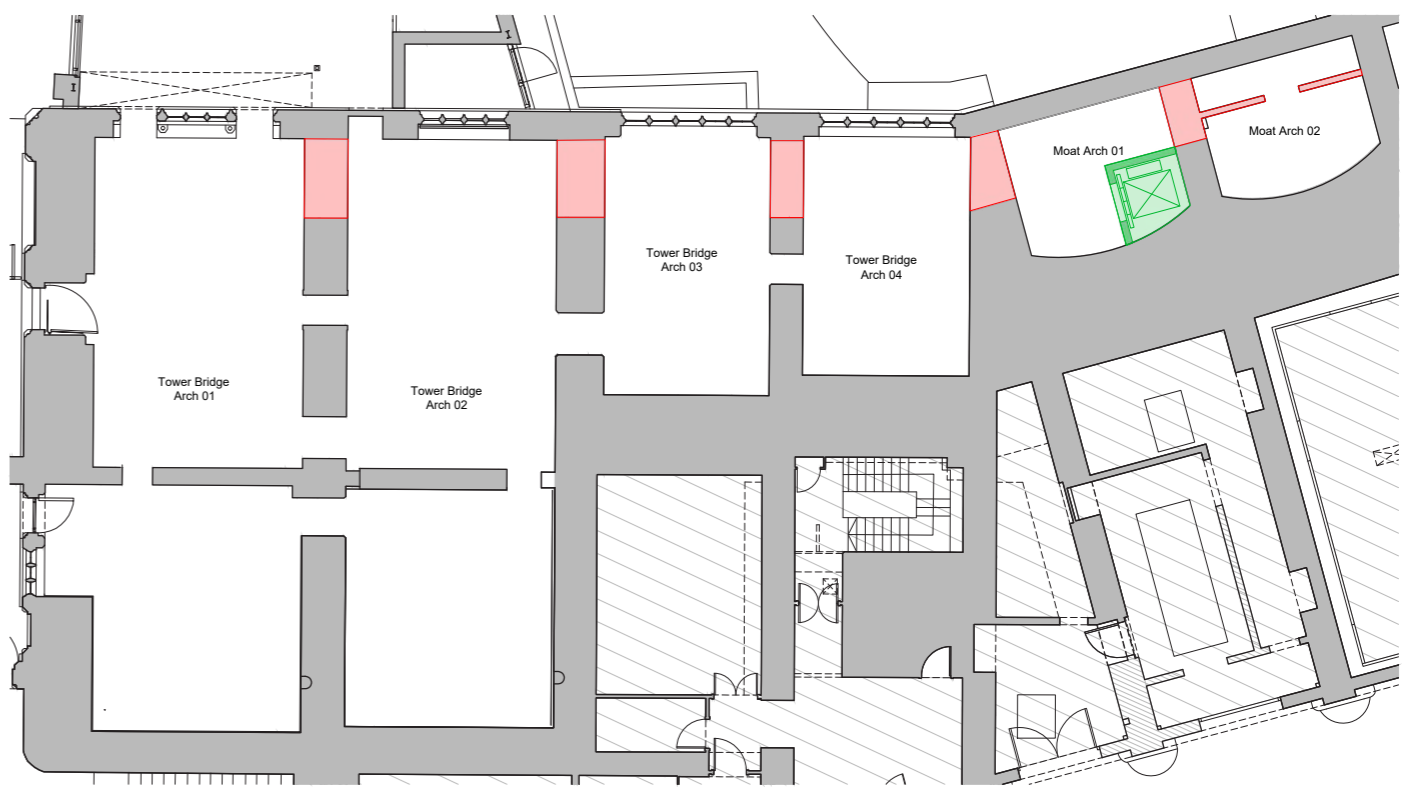 Moat Arch 01
Moat Arch 02
Tower Bridge
Arch 03
Tower Bridge
Arch 04
Tower Bridge
Arch 01
Tower Bridge
Arch 02